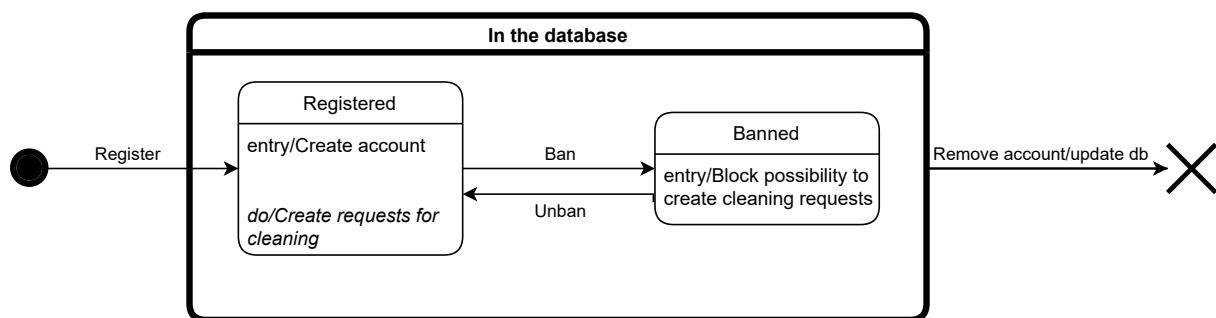 In the database
Registered
entry/Create account
do/Create requests for
cleaning
Register
Ban
Unban
Banned
entry/Block possibility to
create cleaning requests
Remove account/update db